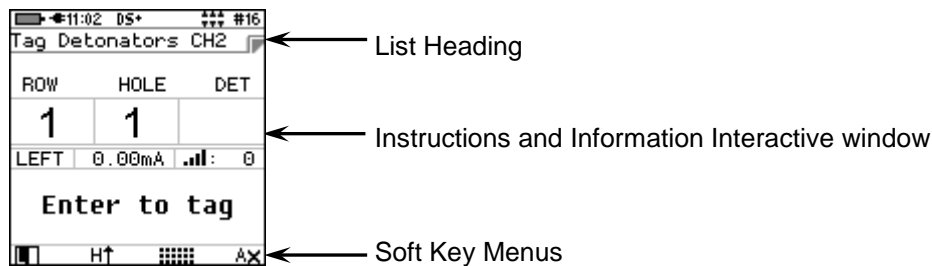 11:02 DS+ #16
Tag Detonators CH2
List Heading
ROW HOLE DET
1 1
Instructions and Information Interactive window
LEFT 0.00mA : 0
Enter to tag
H↑ A×
Soft Key Menus